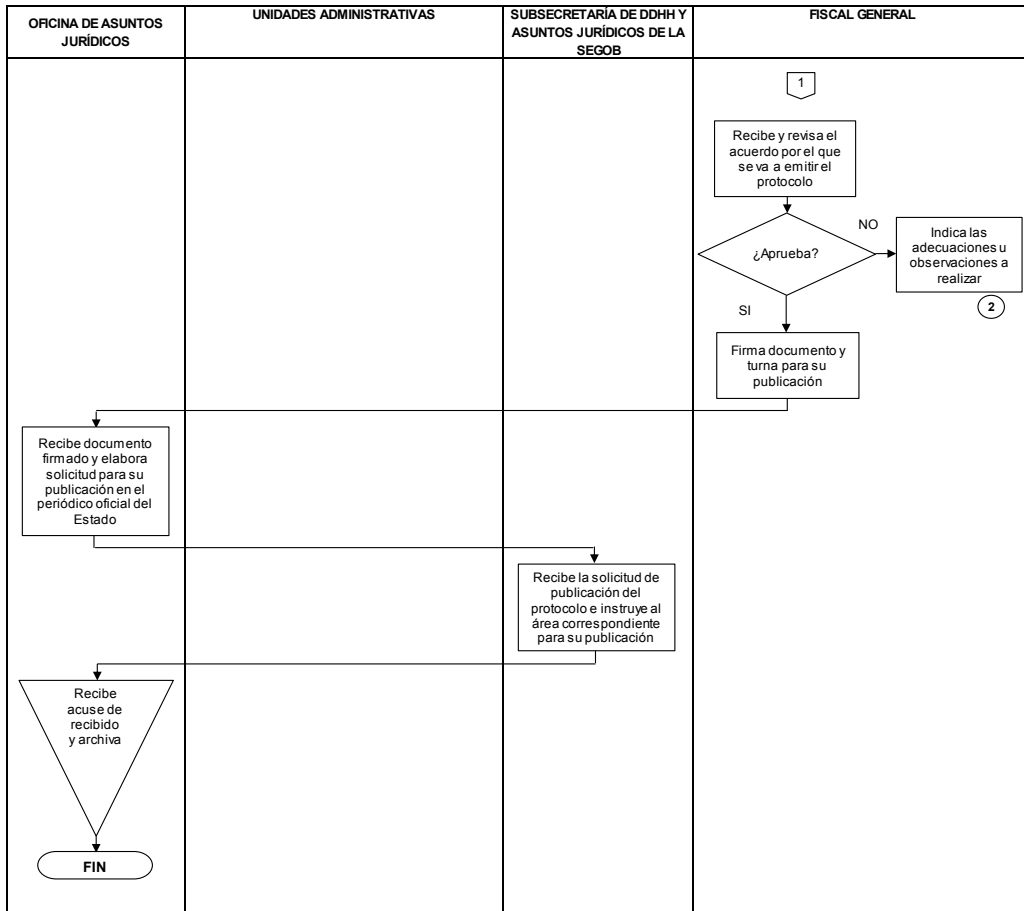 OFICINA DE ASUNTOS
JURÍDICOS
UNIDADES ADMINISTRATIVAS
SUBSECRETARÍA DE DDHH Y
ASUNTOS JURÍDICOS DE LA
SEGOB
FISCAL GENERAL
1
Recibe y revisa el
acuerdo por el que
se va a emitir el
protocolo
¿Aprueba?
NO
Indica las
adecuaciones u
observaciones a
realizar
2
SI
Firma documento y
turna para su
publicación
Recibe documento
firmado y elabora
solicitud para su
publicación en el
periódico oficial del
Estado
Recibe la solicitud de
publicación del
protocolo e instruye al
área correspondiente
para su publicación
Recibe
acuse de
recibido
y archiva
FIN